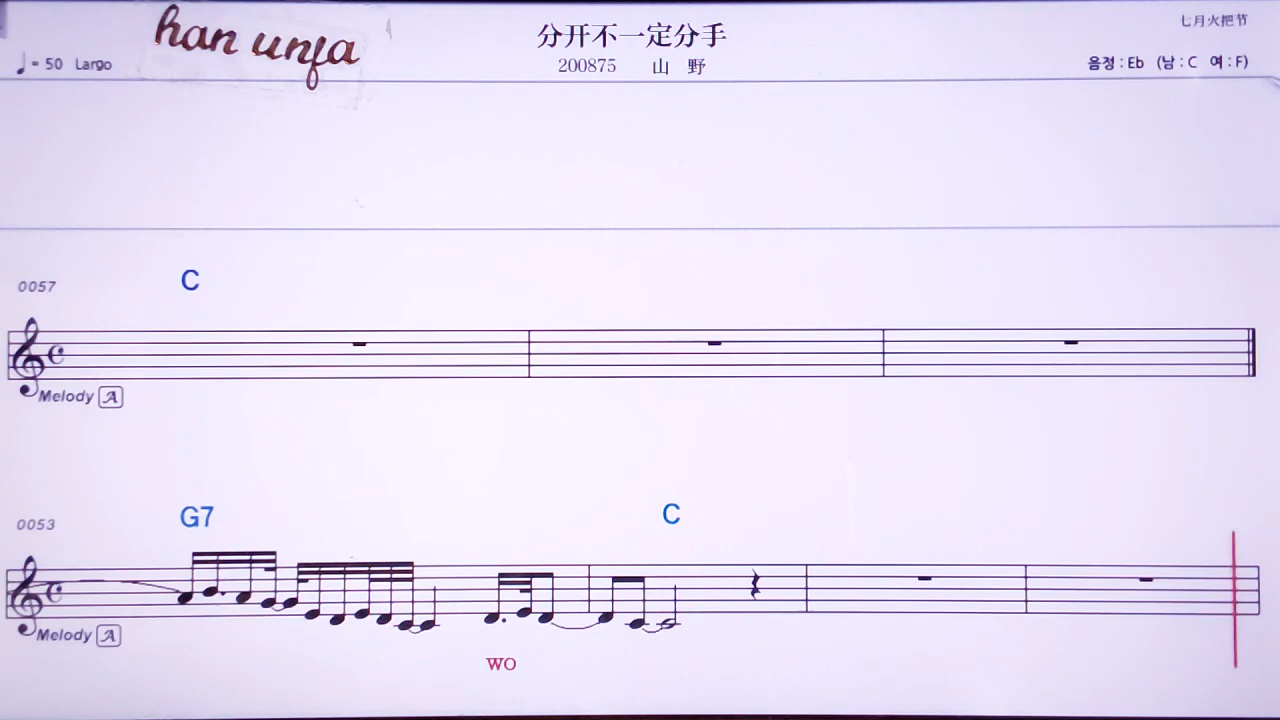 han unfa
分开不一定分手
七月火把节
♩= 50 Largo
200875 山 野
음정 : Eb (남 : C 여 : F)
0057
C
Melody A
0053
G7 C
Melody A
wo